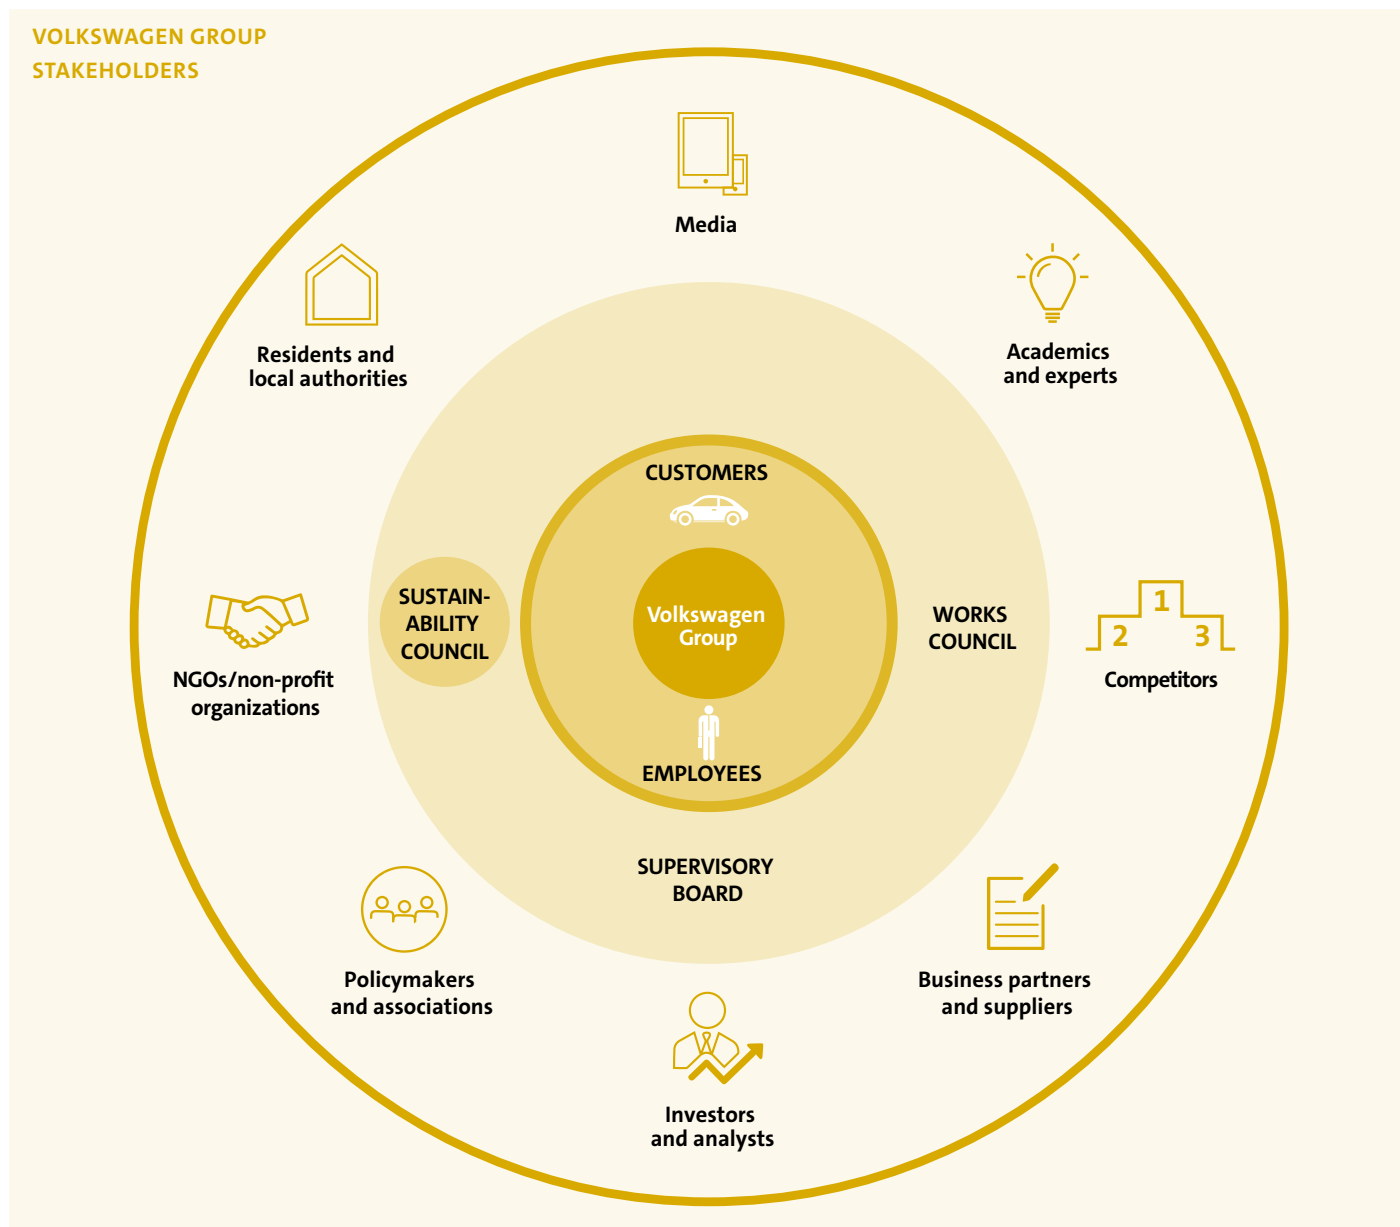 VOLKSWAGEN GROUP
STAKEHOLDERS
Media
Residents and
local authorities
Academics
and experts
CUSTOMERS
SUSTAIN-
ABILITY
COUNCIL
Volkswagen
Group
WORKS
COUNCIL
1
2
3
NGOs/non-profit
organizations
Competitors
EMPLOYEES
SUPERVISORY
BOARD
Policymakers
and associations
Business partners
and suppliers
Investors
and analysts